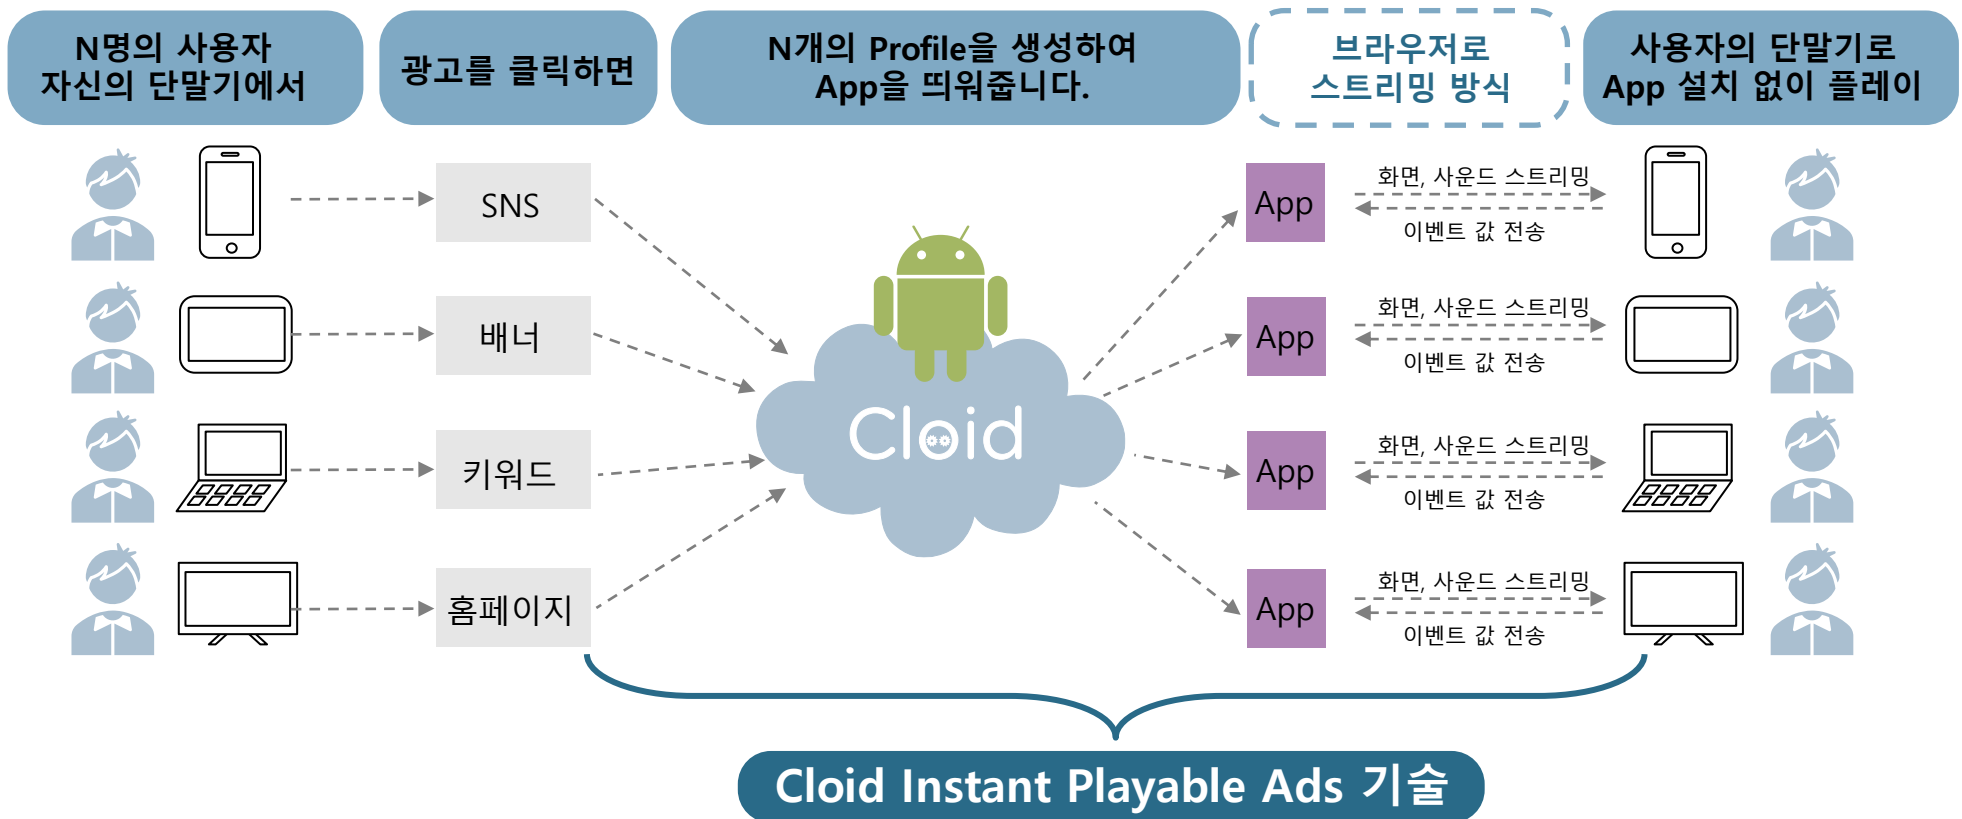 N명의 사용자
자신의 단말기에서
광고를 클릭하면
N개의 Profile을 생성하여
App을 띄워줍니다.
브라우저로
스트리밍 방식
사용자의 단말기로
App 설치 없이 플레이
SNS
App
화면, 사운드 스트리밍
이벤트 값 전송
배너
App
화면, 사운드 스트리밍
이벤트 값 전송
Cloid
키워드
App
화면, 사운드 스트리밍
이벤트 값 전송
홈페이지
App
화면, 사운드 스트리밍
이벤트 값 전송
Cloid Instant Playable Ads 기술